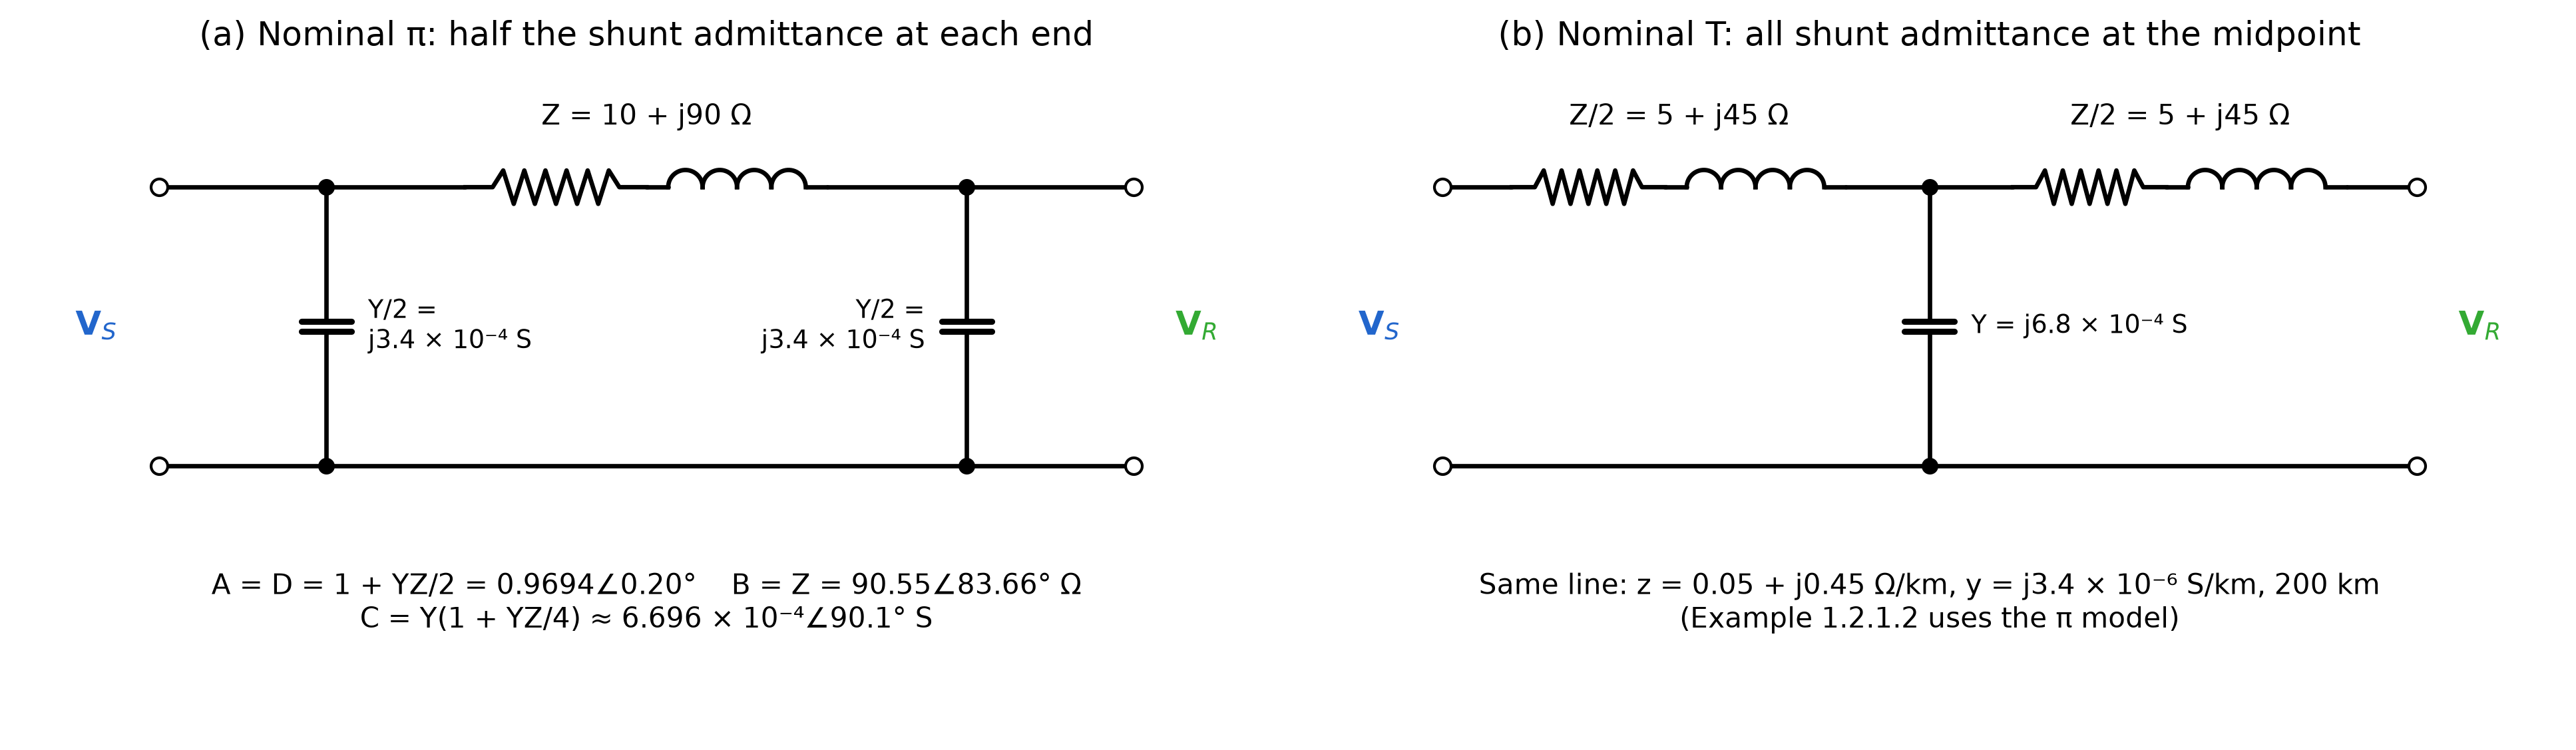 (a) Nominal π: half the shunt admittance at each end
Z = 10 + j90 Ω
V_S
Y/2 =
j3.4 × 10⁻⁴ S
Y/2 =
j3.4 × 10⁻⁴ S
V_R
A = D = 1 + YZ/2 = 0.9694∠0.20°    B = Z = 90.55∠83.66° Ω
C = Y(1 + YZ/4) ≈ 6.696 × 10⁻⁴∠90.1° S
(b) Nominal T: all shunt admittance at the midpoint
Z/2 = 5 + j45 Ω
Z/2 = 5 + j45 Ω
V_S
Y = j6.8 × 10⁻⁴ S
V_R
Same line: z = 0.05 + j0.45 Ω/km, y = j3.4 × 10⁻⁶ S/km, 200 km
(Example 1.2.1.2 uses the π model)